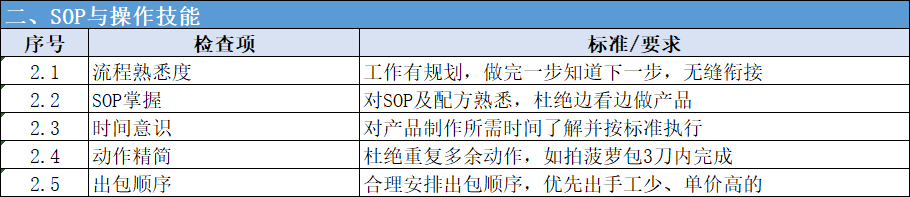 二、SOP与操作技能
序号 检查项 标准/要求
2.1 流程熟悉度 工作有规划，做完一步知道下一步，无缝衔接
2.2 SOP掌握 对SOP及配方熟悉，杜绝边看边做产品
2.3 时间意识 对产品制作所需时间了解并按标准执行
2.4 动作精简 杜绝重复多余动作，如拍菠萝包3刀内完成
2.5 出包顺序 合理安排出包顺序，优先出手工少、单价高的